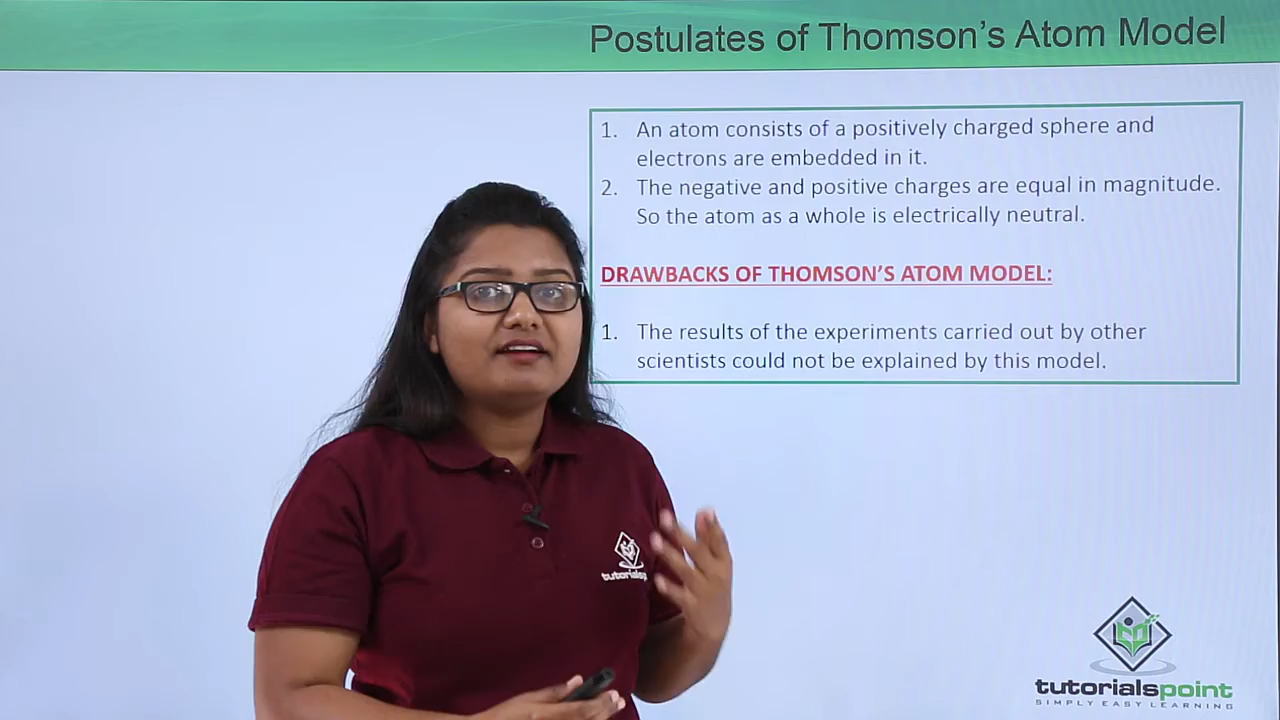 Postulates of Thomson's Atom Model
1. An atom consists of a positively charged sphere and
electrons are embedded in it.
2. The negative and positive charges are equal in magnitude.
So the atom as a whole is electrically neutral.
DRAWBACKS OF THOMSON'S ATOM MODEL:
1. The results of the experiments carried out by other
scientists could not be explained by this model.
tutorialspoint
SIMPLY EASY LEARNING